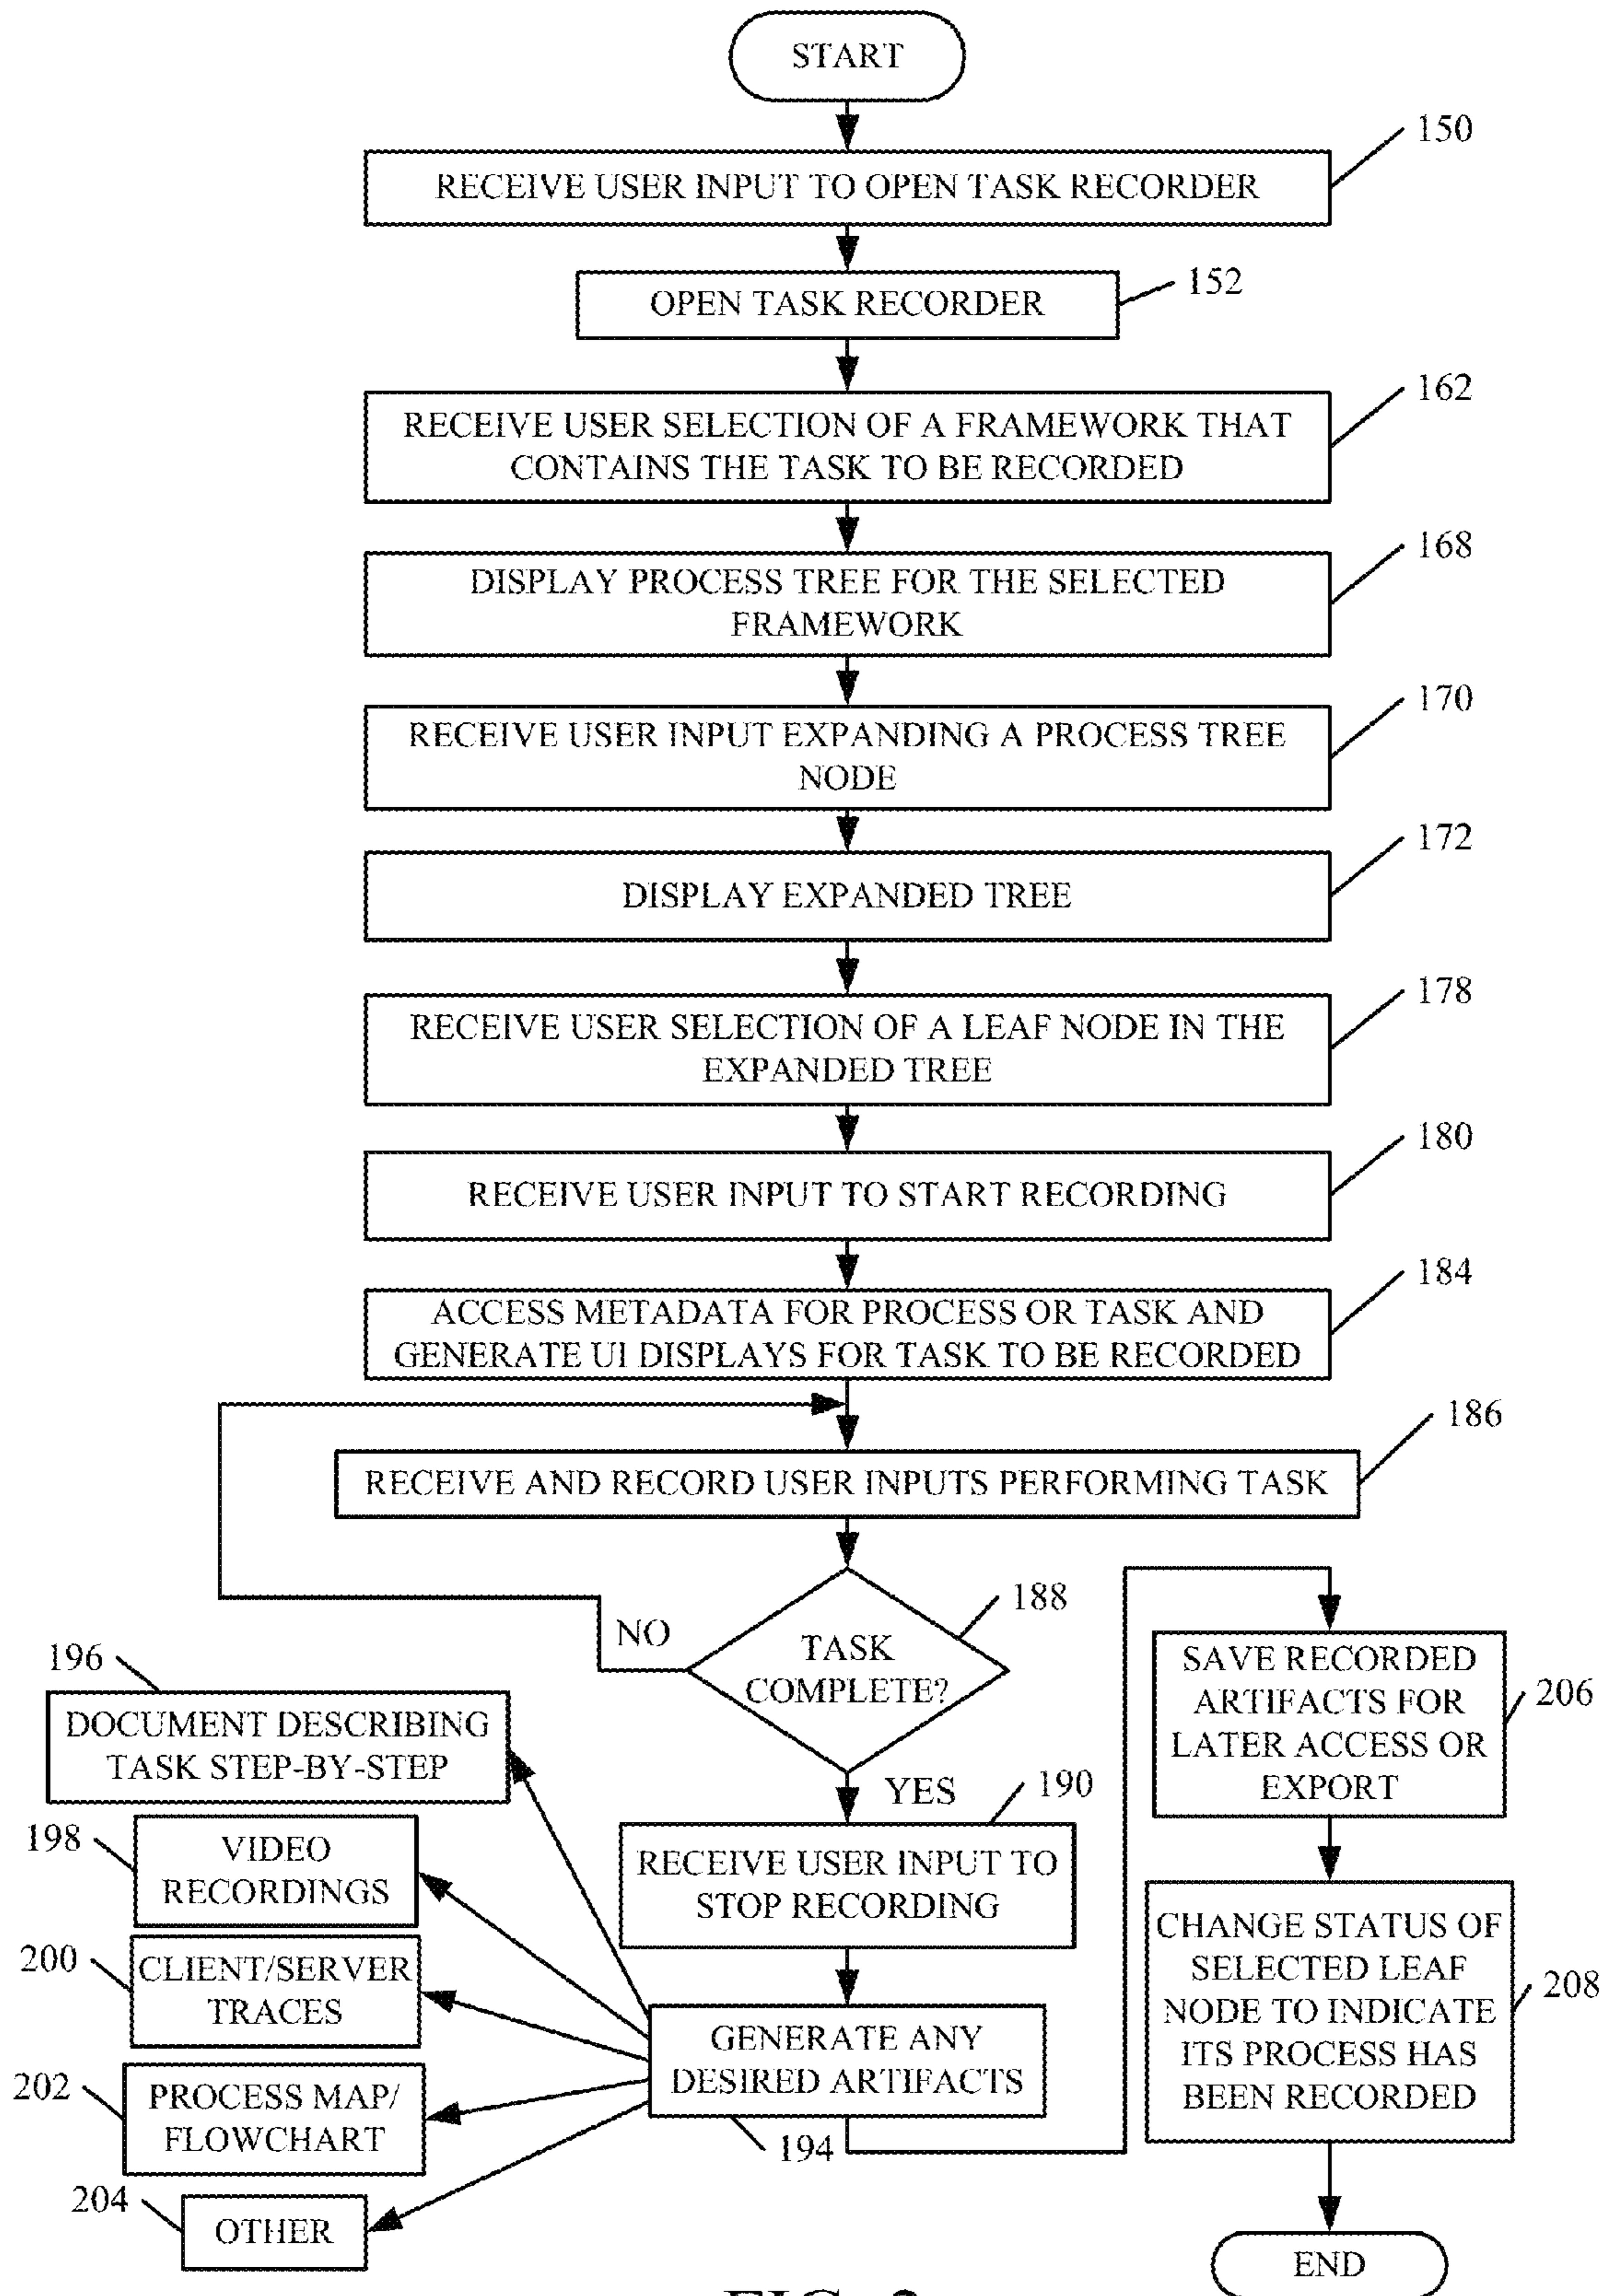 START
150
RECEIVE USER INPUT TO OPEN TASK RECORDER
152
OPEN TASK RECORDER
162
RECEIVE USER SELECTION OF A FRAMEWORK THAT
CONTAINS THE TASK TO BE RECORDED
168
DISPLAY PROCESS TREE FOR THE SELECTED
FRAMEWORK
170
RECEIVE USER INPUT EXPANDING A PROCESS TREE
NODE
172
DISPLAY EXPANDED TREE
178
RECEIVE USER SELECTION OF A LEAF NODE IN THE
EXPANDED TREE
180
RECEIVE USER INPUT TO START RECORDING
184
ACCESS METADATA FOR PROCESS OR TASK AND
GENERATE UI DISPLAYS FOR TASK TO BE RECORDED
186
RECEIVE AND RECORD USER INPUTS PERFORMING TASK
188
TASK
COMPLETE?
NO
YES
190
RECEIVE USER INPUT TO
STOP RECORDING
GENERATE ANY
DESIRED ARTIFACTS
194
196
DOCUMENT DESCRIBING
TASK STEP-BY-STEP
198
VIDEO
RECORDINGS
200
CLIENT/SERVER
TRACES
202
PROCESS MAP/
FLOWCHART
204
OTHER
SAVE RECORDED
ARTIFACTS FOR
LATER ACCESS OR
EXPORT
206
CHANGE STATUS OF
SELECTED LEAF
NODE TO INDICATE
ITS PROCESS HAS
BEEN RECORDED
208
END